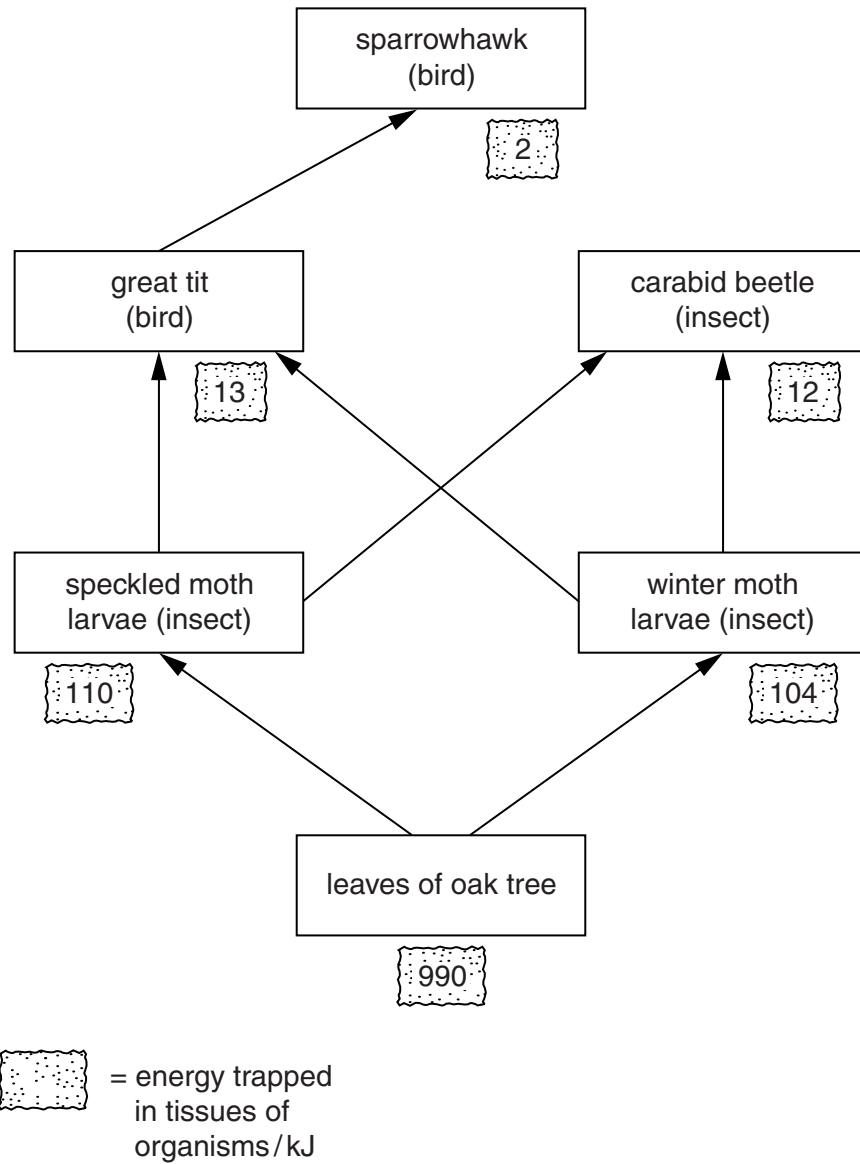 sparrowhawk
(bird)
2
great tit
(bird)
13
carabid beetle
(insect)
12
speckled moth
larvae (insect)
110
winter moth
larvae (insect)
104
leaves of oak tree
990
= energy trapped
in tissues of
organisms/kJ